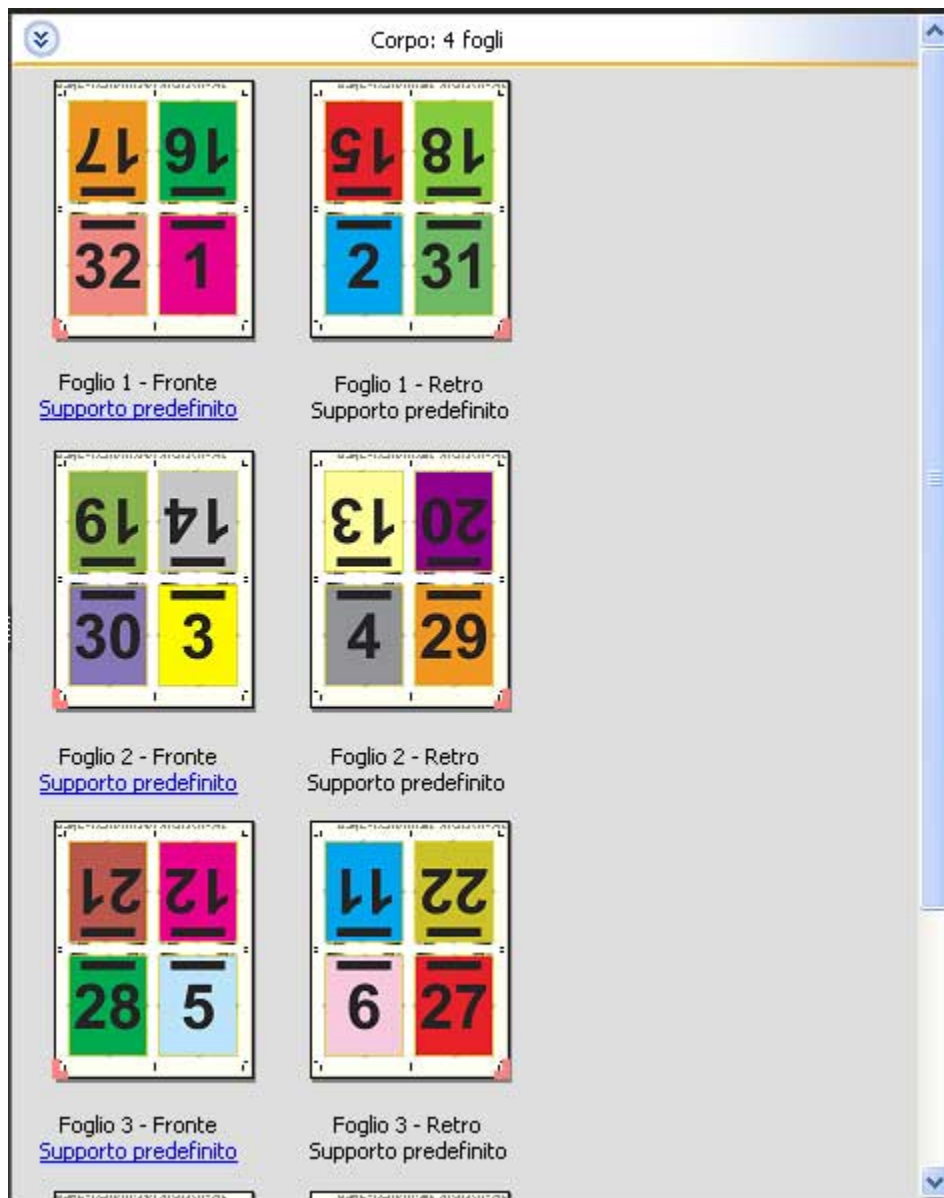 Corpo: 4 fogli
17 16 15 18
32 1 2 31
Foglio 1 - Fronte Foglio 1 - Retro
Supporto predefinito Supporto predefinito
19 14 13 20
30 3 4 29
Foglio 2 - Fronte Foglio 2 - Retro
Supporto predefinito Supporto predefinito
21 12 11 22
28 5 6 27
Foglio 3 - Fronte Foglio 3 - Retro
Supporto predefinito Supporto predefinito